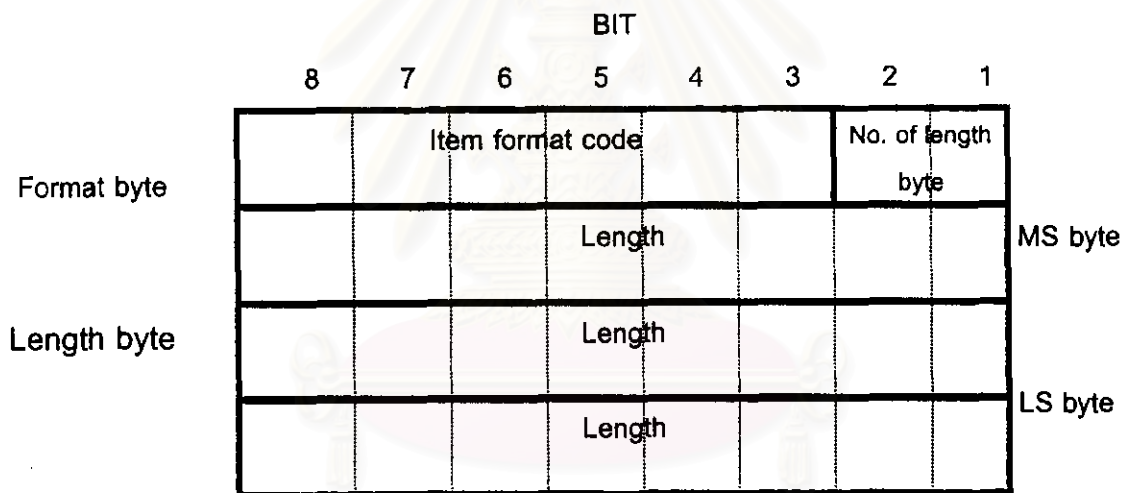 BIT
8 7 6 5 4 3 2 1
Item format code
No. of length
byte
Format byte
Length
MS byte
Length byte
Length
LS byte
Length